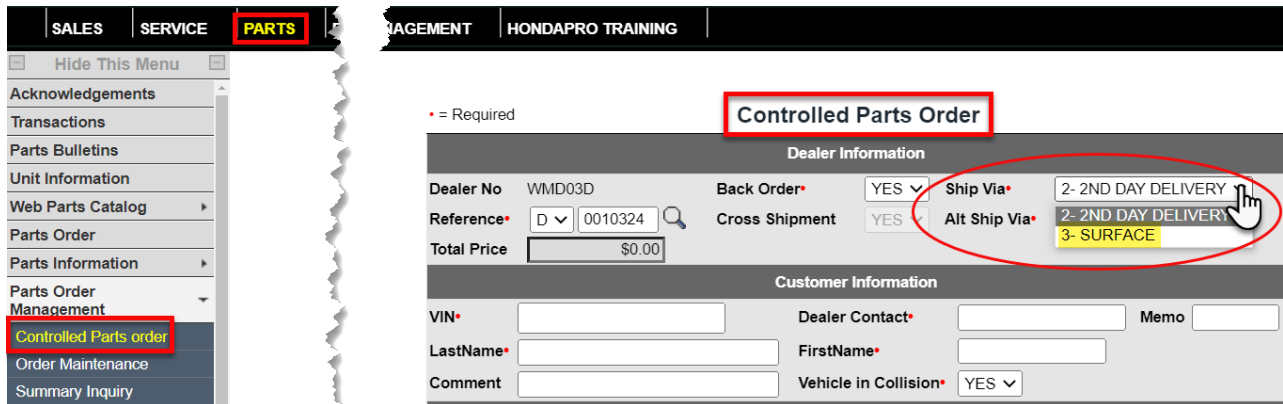 SALES SERVICE PARTS AGEMENT HONDAPRO TRAINING
Hide This Menu
Acknowledgements
Transactions
Parts Bulletins
Unit Information
Web Parts Catalog
Parts Order
Parts Information
Parts Order
Management
Controlled Parts order
Order Maintenance
Summary Inquiry
• = Required
Controlled Parts Order
Dealer Information
Dealer No WMD03D Back Order• YES Ship Via• 2- 2ND DAY DELIVERY
Reference• D 0010324 Cross Shipment YES Alt Ship Via• 2- 2ND DAY DELIVERY
3- SURFACE
Total Price $0.00
Customer Information
VIN• Dealer Contact• Memo
LastName• FirstName•
Comment Vehicle in Collision• YES